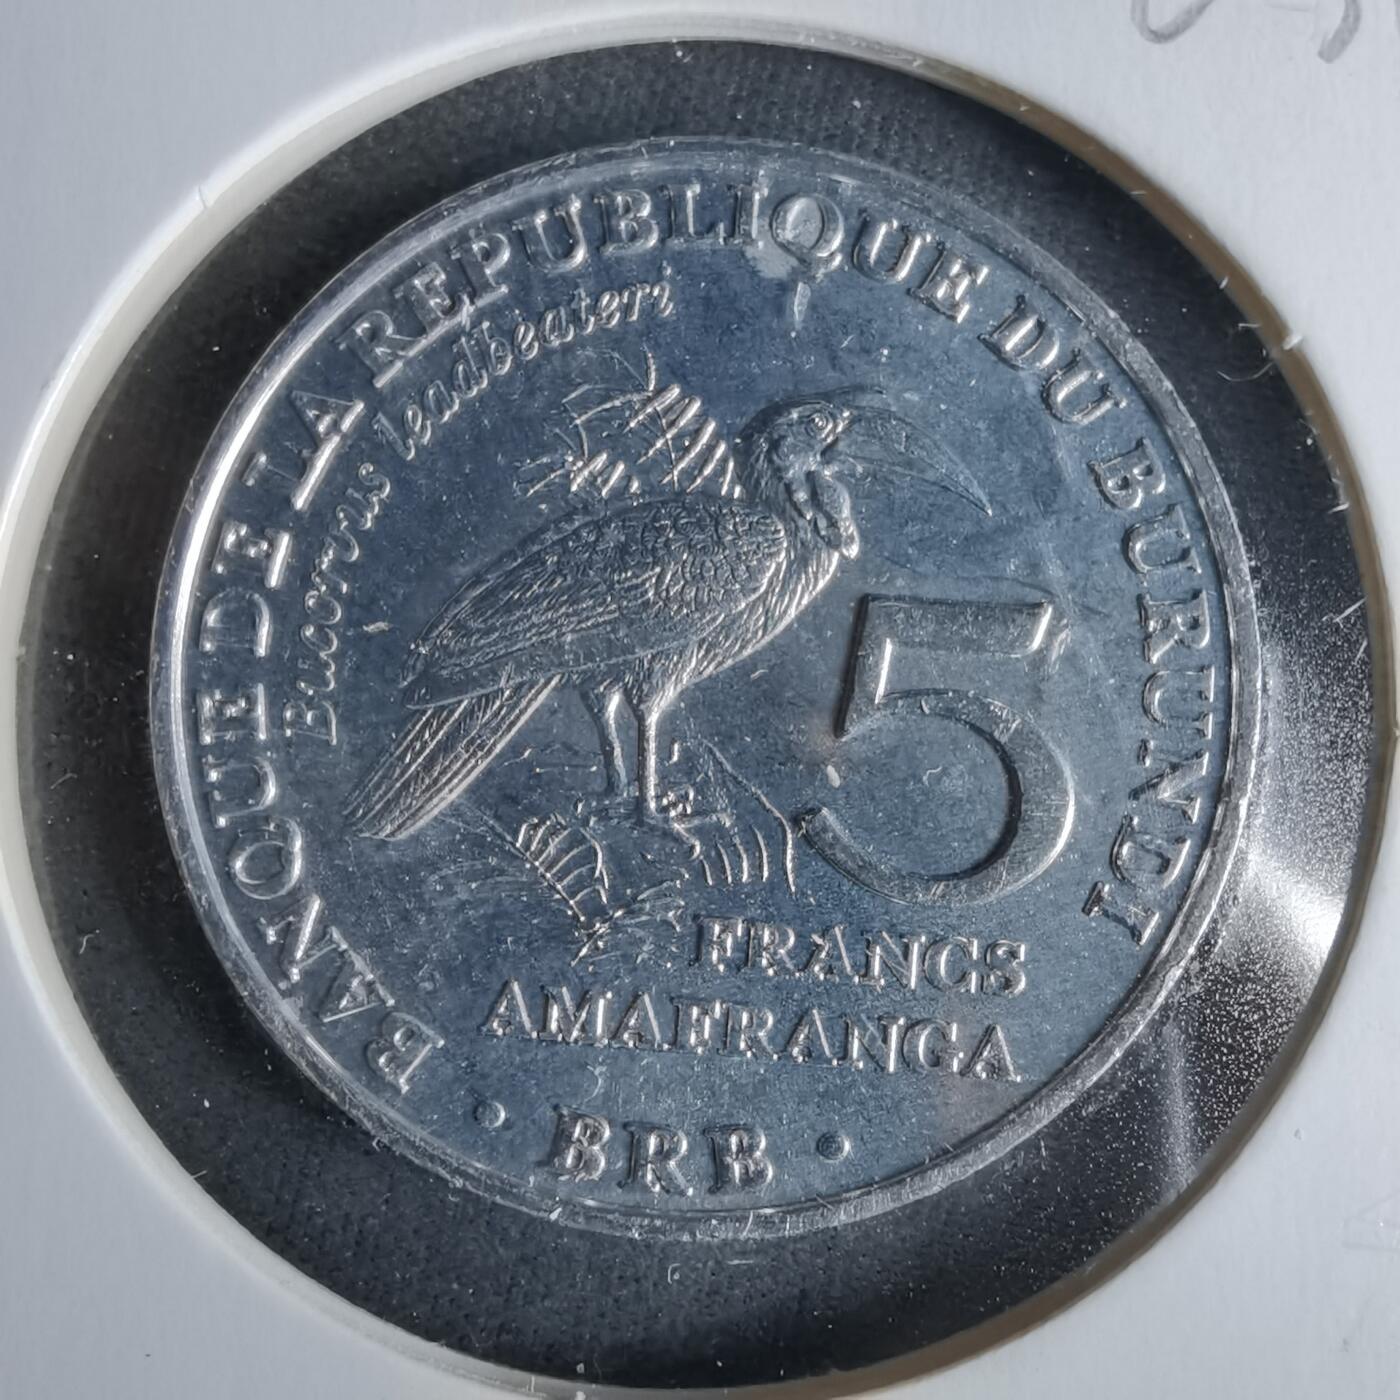 BANQUE DE LA REPUBLIQUE DU BURUNDI
Bucorvus leadbeateri
5
FRANCS
AMAFRANGA
• BRB •